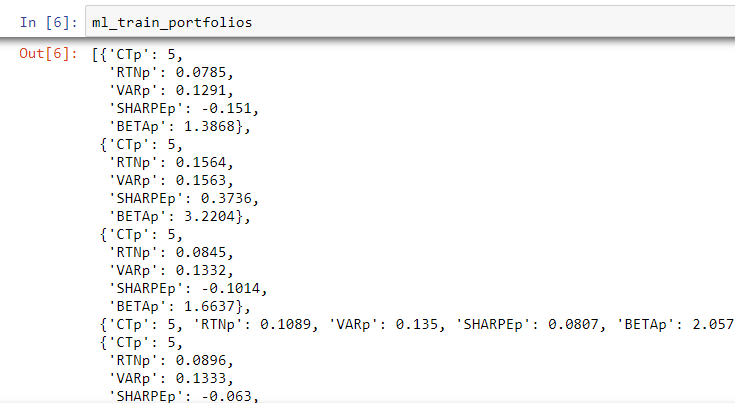 In [6]: ml_train_portfolios
Out[6]: [{'CTp': 5,
'RTNp': 0.0785,
'VARp': 0.1291,
'SHARPEp': -0.151,
'BETAp': 1.3868},
{'CTp': 5,
'RTNp': 0.1564,
'VARp': 0.1563,
'SHARPEp': 0.3736,
'BETAp': 3.2204},
{'CTp': 5,
'RTNp': 0.0845,
'VARp': 0.1332,
'SHARPEp': -0.1014,
'BETAp': 1.6637},
{'CTp': 5, 'RTNp': 0.1089, 'VARp': 0.135, 'SHARPEp': 0.0807, 'BETAp': 2.057
{'CTp': 5,
'RTNp': 0.0896,
'VARp': 0.1333,
'SHARPEp': -0.063,